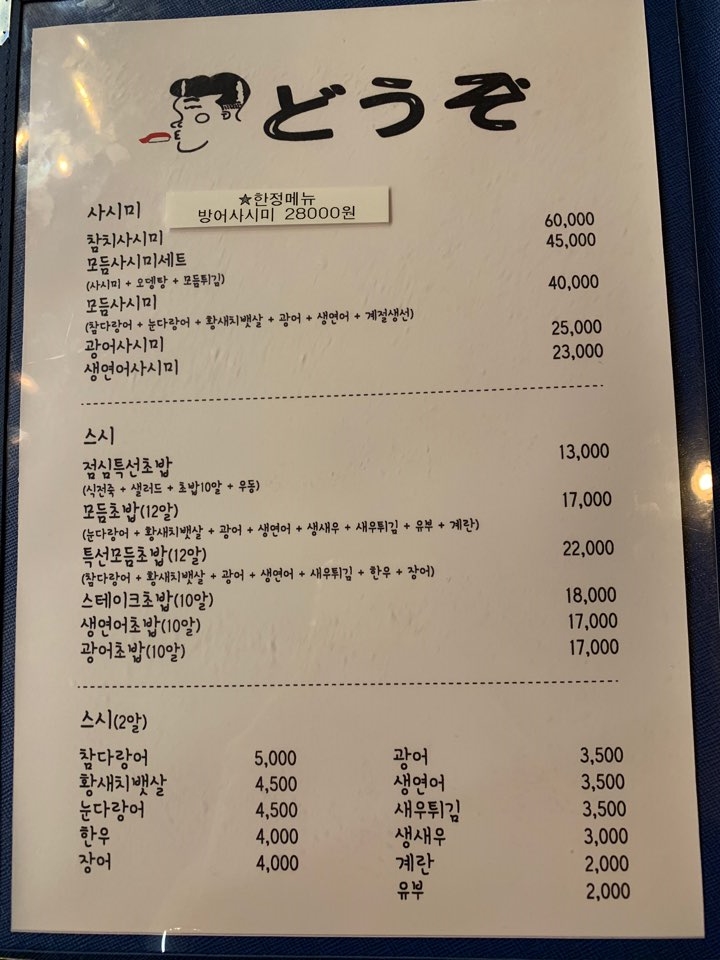 どうぞ
★한정메뉴
방어사시미 28000원
사시미
참치사시미 60,000
모듬사시미세트 45,000
(사시미 + 오뎅탕 + 모듬튀김)
모듬사시미 40,000
(참다랑어 + 눈다랑어 + 황새치뱃살 + 광어 + 생연어 + 계절생선)
광어사시미 25,000
생연어사시미 23,000
스시
점심특선초밥 13,000
(식전죽 + 샐러드 + 초밥10알 + 우동)
모듬초밥(12알) 17,000
(눈다랑어 + 황새치뱃살 + 광어 + 생연어 + 생새우 + 새우튀김 + 유부 + 계란)
특선모듬초밥(12알) 22,000
(참다랑어 + 황새치뱃살 + 광어 + 생연어 + 새우튀김 + 한우 + 장어)
스테이크초밥(10알) 18,000
생연어초밥(10알) 17,000
광어초밥(10알) 17,000
스시(2알)
참다랑어 5,000
황새치뱃살 4,500
눈다랑어 4,500
한우 4,000
장어 4,000
광어 3,500
생연어 3,500
새우튀김 3,500
생새우 3,000
계란 2,000
유부 2,000